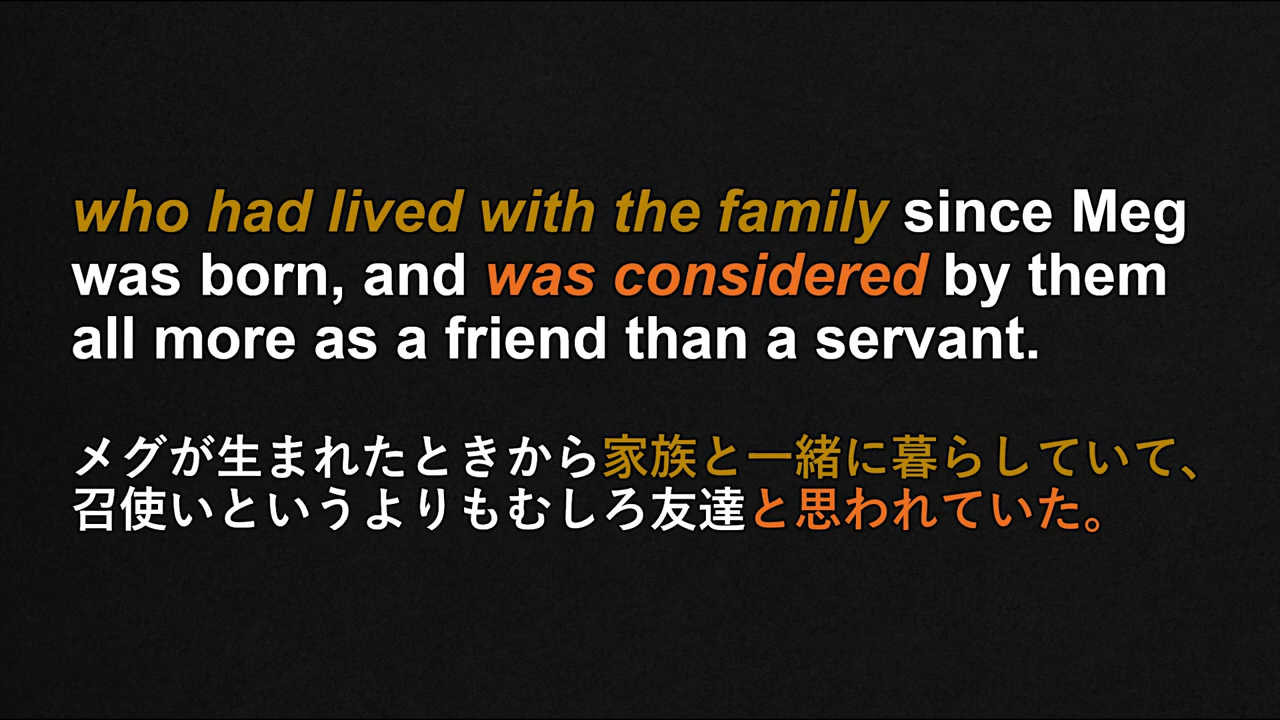 who had lived with the family since Meg
was born, and was considered by them
all more as a friend than a servant.
メグが生まれたときから家族と一緒に暮らしていて、
召使いというよりもむしろ友達と思われていた。